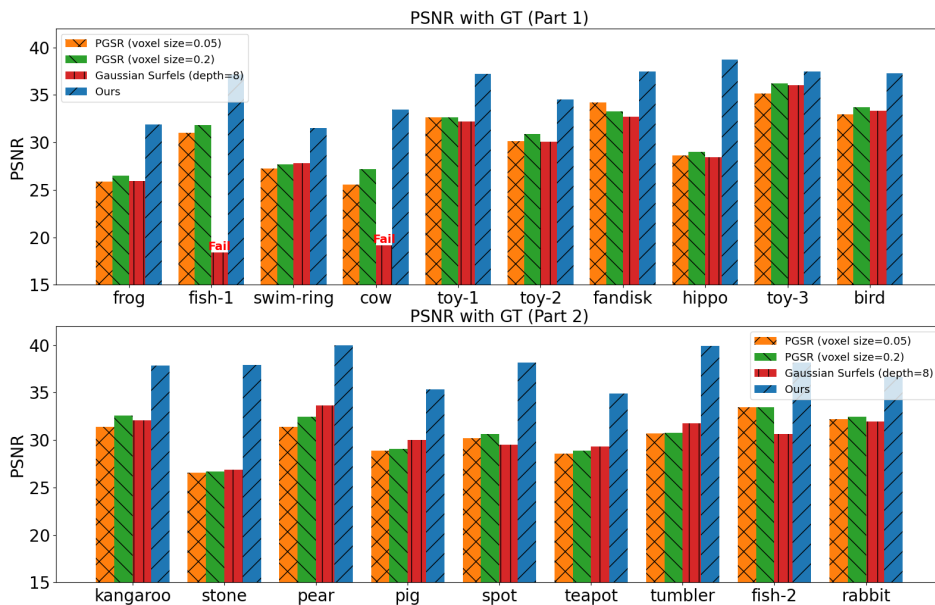 PSNR with GT (Part 1)
PSNR
40
35
30
25
20
15
PGSR (voxel size=0.05)
PGSR (voxel size=0.2)
Gaussian Surfels (depth=8)
Ours
Fail
Fail
frog fish-1 swim-ring cow toy-1 toy-2 fandisk hippo toy-3 bird
PSNR with GT (Part 2)
PSNR
40
35
30
25
20
15
PGSR (voxel size=0.05)
PGSR (voxel size=0.2)
Gaussian Surfels (depth=8)
Ours
kangaroo stone pear pig spot teapot tumbler fish-2 rabbit